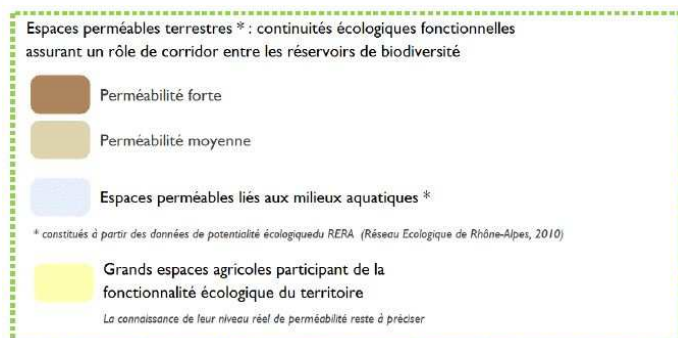 Espaces perméables terrestres * : continuités écologiques fonctionnelles
assurant un rôle de corridor entre les réservoirs de biodiversité
Perméabilité forte
Perméabilité moyenne
Espaces perméables liés aux milieux aquatiques *
* constitués à partir des données de potentialité écologiquedu RERA (Réseau Ecologique de Rhône-Alpes, 2010)
Grands espaces agricoles participant de la
fonctionnalité écologique du territoire
La connaissance de leur niveau réel de perméabilité reste à préciser